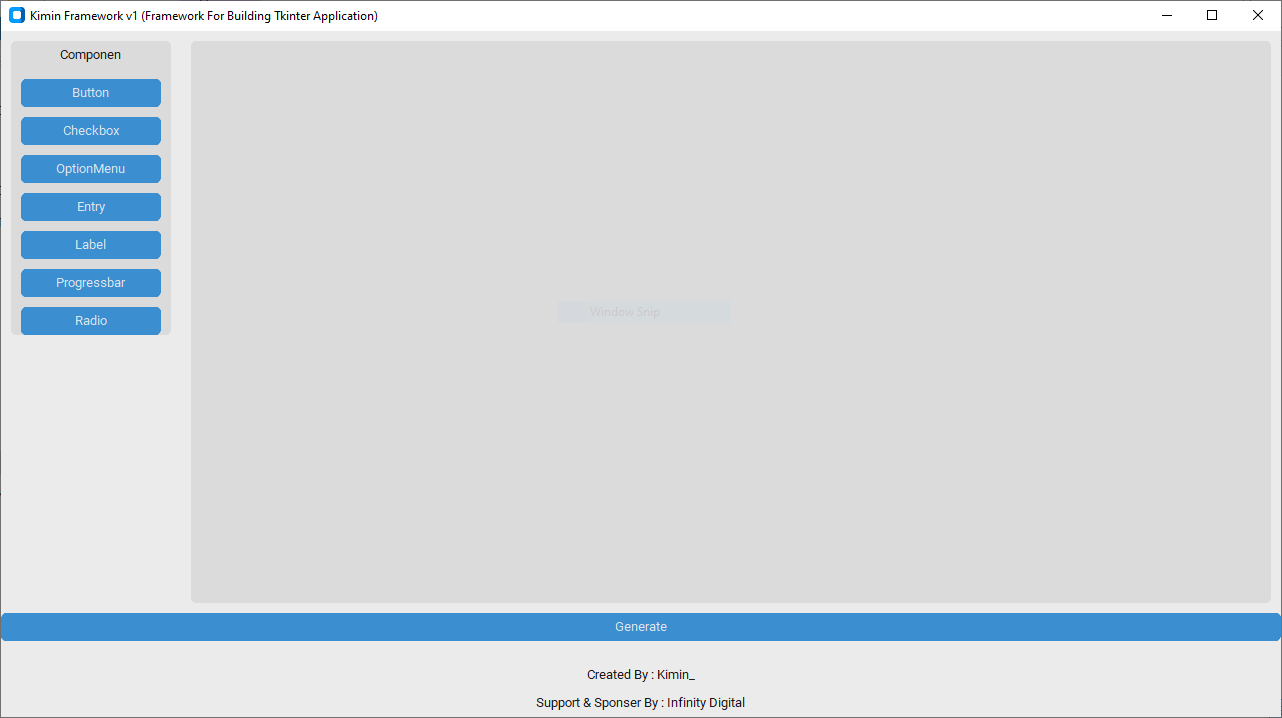 Kimin Framework v1 (Framework For Building Tkinter Application)
Componen
Button
Checkbox
OptionMenu
Entry
Label
Progressbar
Radio
Window Snip
Generate
Created By : Kimin_
Support & Sponser By : Infinity Digital